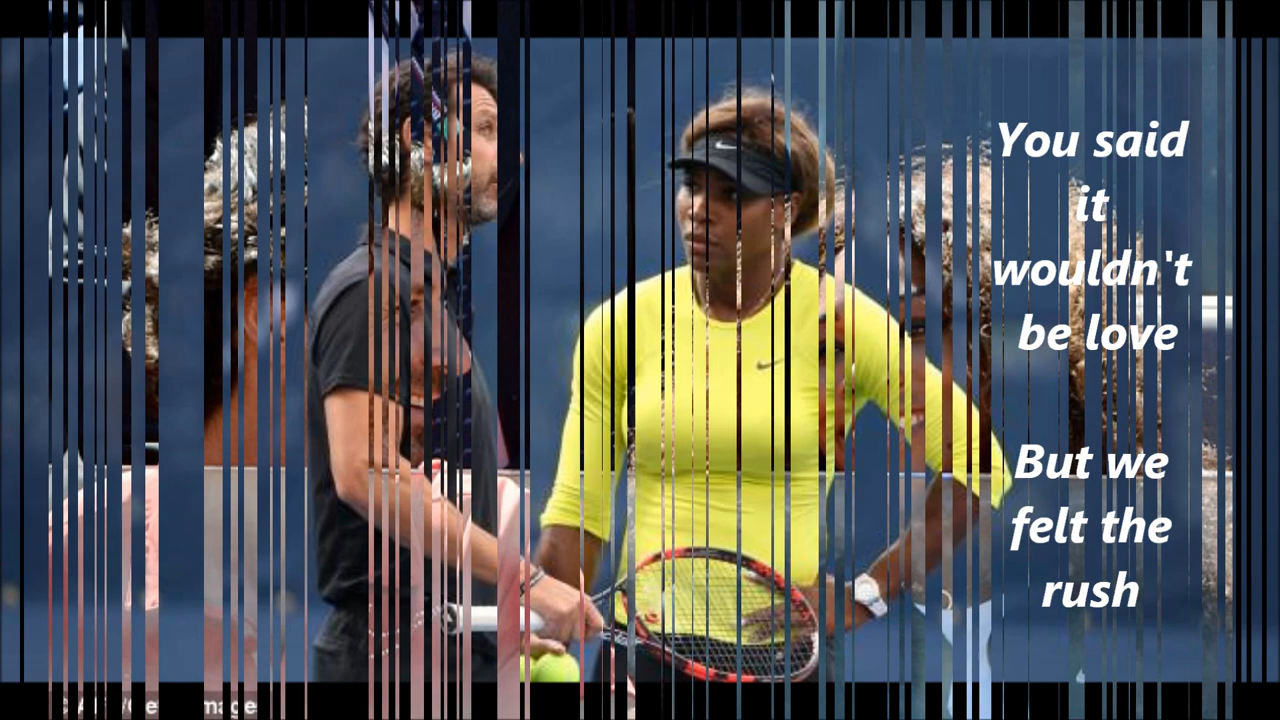 You said
it
wouldn't
be love
But we
felt the
rush